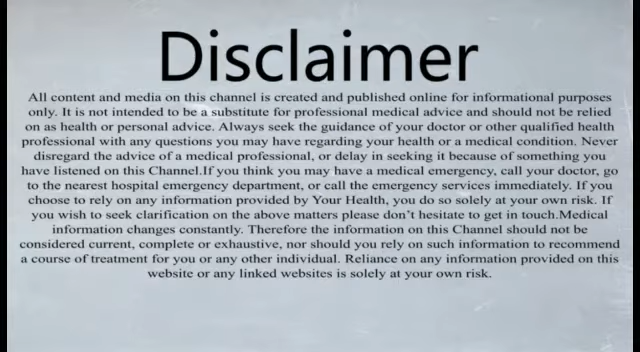 Disclaimer
All content and media on this channel is created and published online for informational purposes
only. It is not intended to be a substitute for professional medical advice and should not be relied
on as health or personal advice. Always seek the guidance of your doctor or other qualified health
professional with any questions you may have regarding your health or a medical condition. Never
disregard the advice of a medical professional, or delay in seeking it because of something you
have listened on this Channel.If you think you may have a medical emergency, call your doctor, go
to the nearest hospital emergency department, or call the emergency services immediately. If you
choose to rely on any information provided by Your Health, you do so solely at your own risk. If
you wish to seek clarification on the above matters please don't hesitate to get in touch.Medical
information changes constantly. Therefore the information on this Channel should not be
considered current, complete or exhaustive, nor should you rely on such information to recommend
a course of treatment for you or any other individual. Reliance on any information provided on this
website or any linked websites is solely at your own risk.